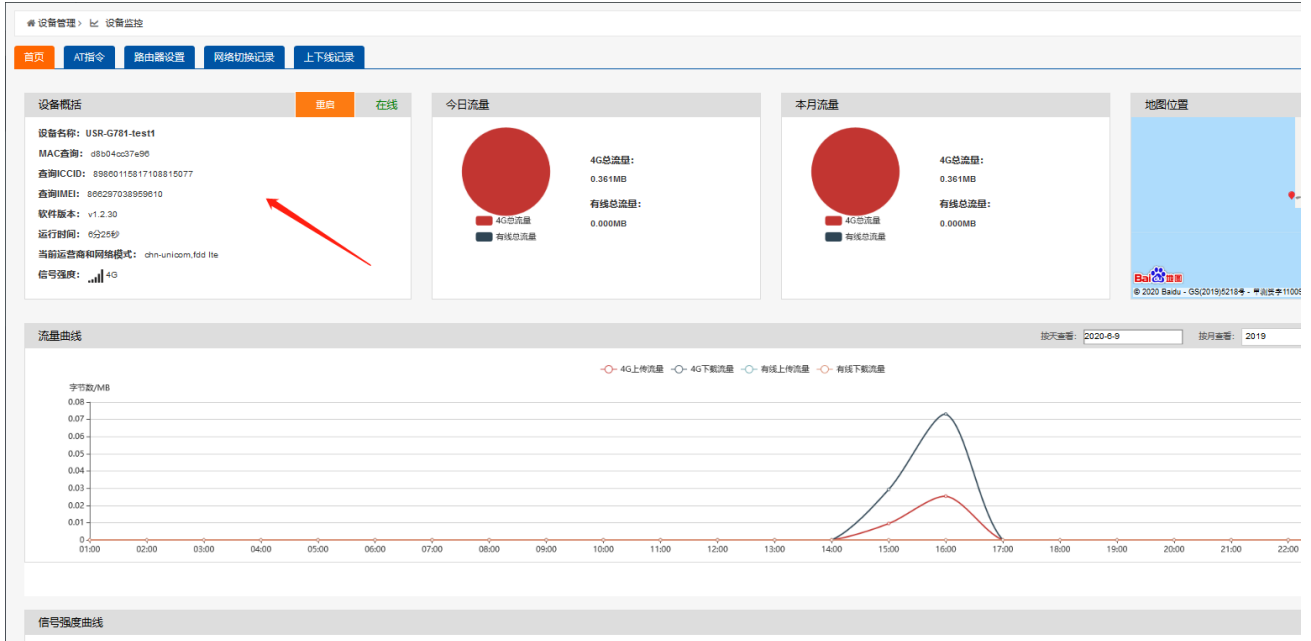 设备管理 > 设备监控
首页 AT指令 路由器设置 网络切换记录 上下线记录
设备概括 重启 在线
设备名称: USR-G781-test1
MAC查询: d8b04cc37e96
查询ICCID: 89860115817108815077
查询IMEI: 866297038959610
软件版本: v1.2.30
运行时间: 6分25秒
当前运营商和网络模式: chn-unicom,fdd lte
信号强度: 4G
今日流量
4G总流量:
0.361MB
有线总流量:
0.000MB
4G总流量
有线总流量
本月流量
4G总流量:
0.361MB
有线总流量:
0.000MB
4G总流量
有线总流量
地图位置
Bai 地图
© 2020 Baidu - GS(2019)5218号 - 甲测资字11009
流量曲线 按天查看: 2020-6-9 按月查看: 2019
4G上传流量 4G下载流量 有线上传流量 有线下载流量
字节数/MB
0.08
0.07
0.06
0.05
0.04
0.03
0.02
0.01
0
01:00 02:00 03:00 04:00 05:00 06:00 07:00 08:00 09:00 10:00 11:00 12:00 13:00 14:00 15:00 16:00 17:00 18:00 19:00 20:00 21:00 22:00
信号强度曲线